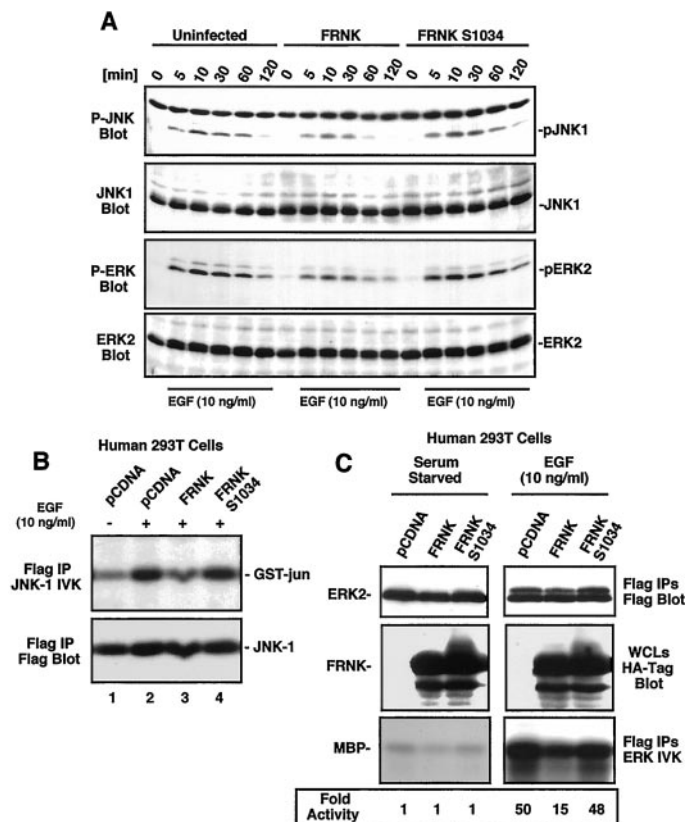 A
Uninfected FRNK FRNK S1034
[min] 0 5 10 30 60 120 0 5 10 30 60 120 0 5 10 30 60 120
P-JNK
Blot
-pJNK1
JNK1
Blot
-JNK1
P-ERK
Blot
-pERK2
ERK2
Blot
-ERK2
EGF (10 ng/ml) EGF (10 ng/ml) EGF (10 ng/ml)
B
Human 293T Cells
pCDNA pCDNA FRNK FRNK
S1034
EGF
(10 ng/ml)
- + + +
Flag IP
JNK-1 IVK
- GST-jun
Flag IP
Flag Blot
- JNK-1
1 2 3 4
C
Human 293T Cells
Serum
Starved
EGF
(10 ng/ml)
pCDNA FRNK FRNK
S1034
pCDNA FRNK FRNK
S1034
ERK2-
Flag IPs
Flag Blot
FRNK-
WCLs
HA-Tag
Blot
MBP-
Flag IPs
ERK IVK
Fold
Activity
1 1 1 50 15 48